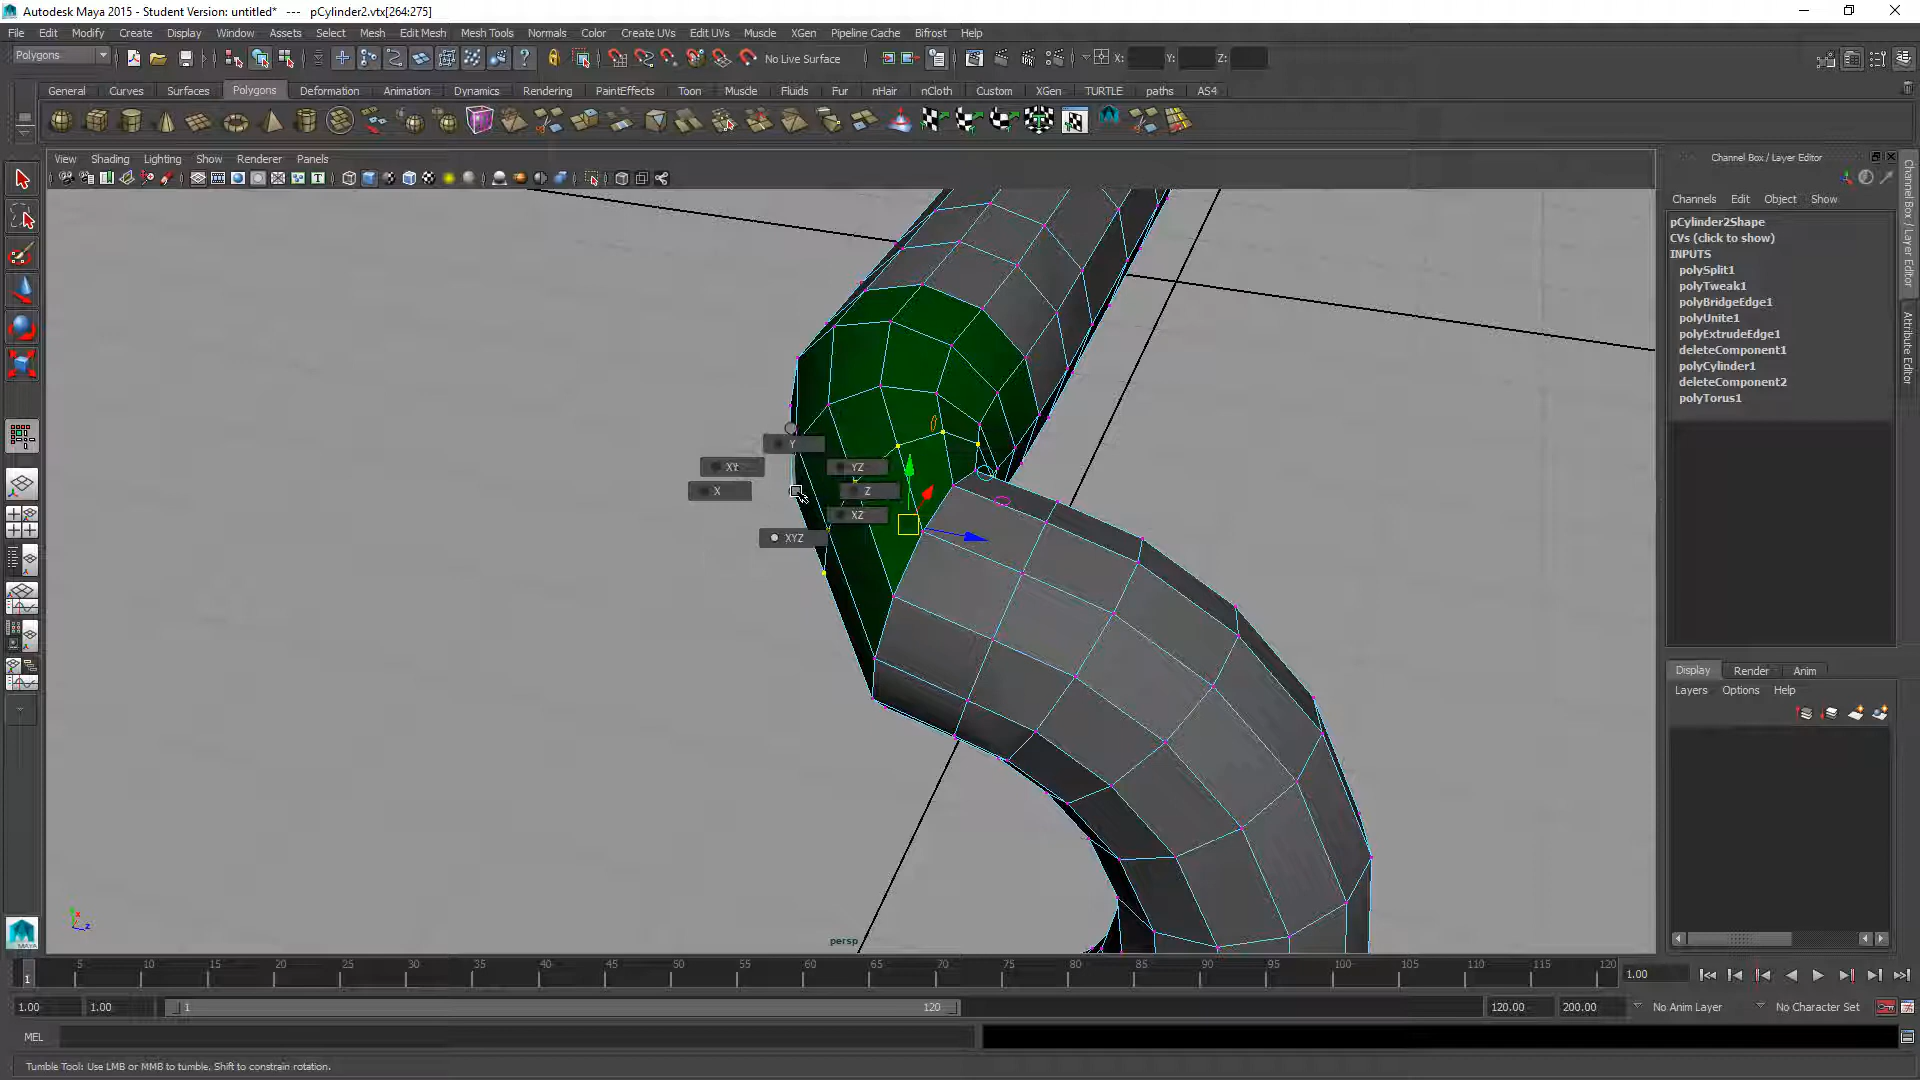 Autodesk Maya 2015 - Student Version: untitled* --- pCylinder2.vtx[264:275]
File Edit Modify Create Display Window Assets Select Mesh Edit Mesh Mesh Tools Normals Color Create UVs Edit UVs Muscle XGen Pipeline Cache Bifrost Help
Polygons No Live Surface X: Y: Z:
General Curves Surfaces Polygons Deformation Animation Dynamics Rendering PaintEffects Toon Muscle Fluids Fur nHair nCloth Custom XGen TURTLE paths AS4
View Shading Lighting Show Renderer Panels
Channel Box / Layer Editor
Channels Edit Object Show
pCylinder2Shape
CVs (click to show)
INPUTS
polySplit1
polyTweak1
polyBridgeEdge1
polyUnite1
polyExtrudeEdge1
deleteComponent1
polyCylinder1
deleteComponent2
polyTorus1
Channel Box / Layer Editor
Attribute Editor
Y
YZ
X
Z
XZ
XYZ
persp
Display Render Anim
Layers Options Help
MAYA
1 5 10 15 20 25 30 35 40 45 50 55 60 65 70 75 80 85 90 95 100 105 110 115 120 1.00
1.00 1.00 1 120 120.00 200.00 No Anim Layer No Character Set
MEL
Tumble Tool: Use LMB or MMB to tumble. Shift to constrain rotation.